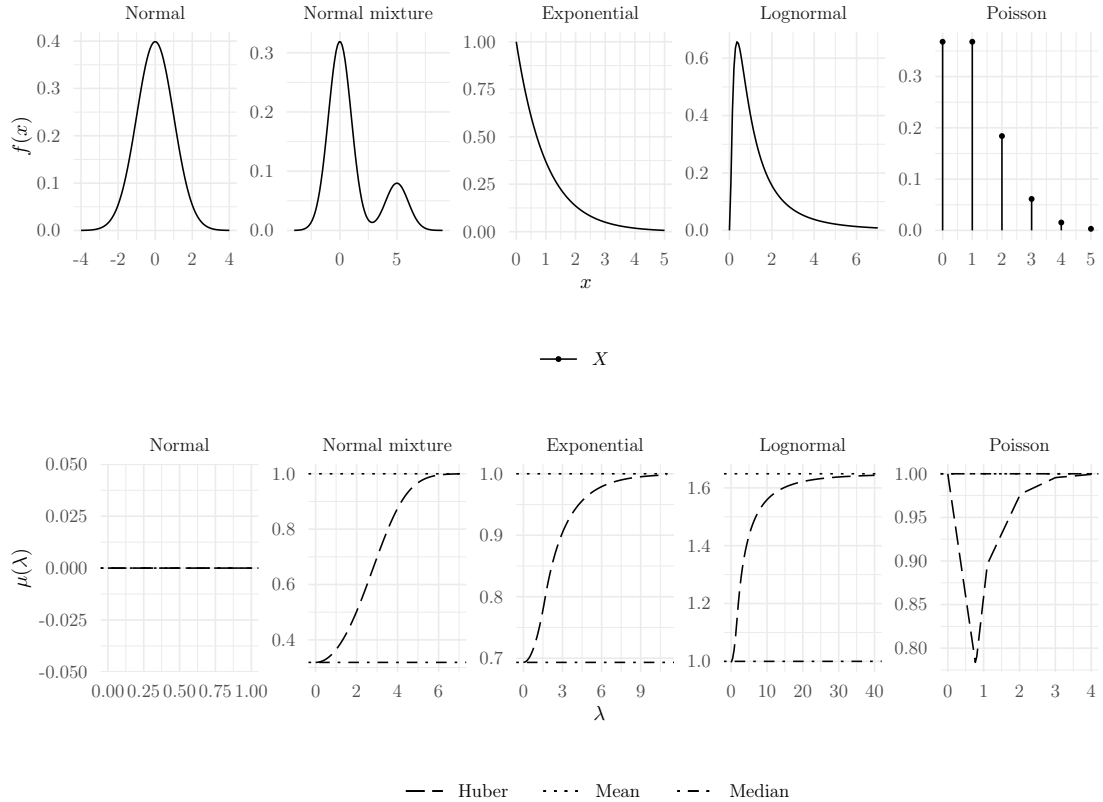 Normal Normal mixture Exponential Lognormal Poisson
f(x)
0.4 0.3 0.2 0.1 0.0
0.3 0.2 0.1 0.0
1.00 0.75 0.50 0.25 0.00
0.6 0.4 0.2 0.0
0.3 0.2 0.1 0.0
-4 -2 0 2 4 0 5 0 1 2 3 4 5 0 2 4 6 0 1 2 3 4 5
x
X
Normal Normal mixture Exponential Lognormal Poisson
μ(λ)
0.050 0.025 0.000 -0.025 -0.050
1.0 0.8 0.6 0.4
1.0 0.9 0.8 0.7
1.6 1.4 1.2 1.0
1.00 0.95 0.90 0.85 0.80
0.00 0.25 0.50 0.75 1.00 0 2 4 6 0 3 6 9 0 10 20 30 40 0 1 2 3 4
λ
Huber Mean Median